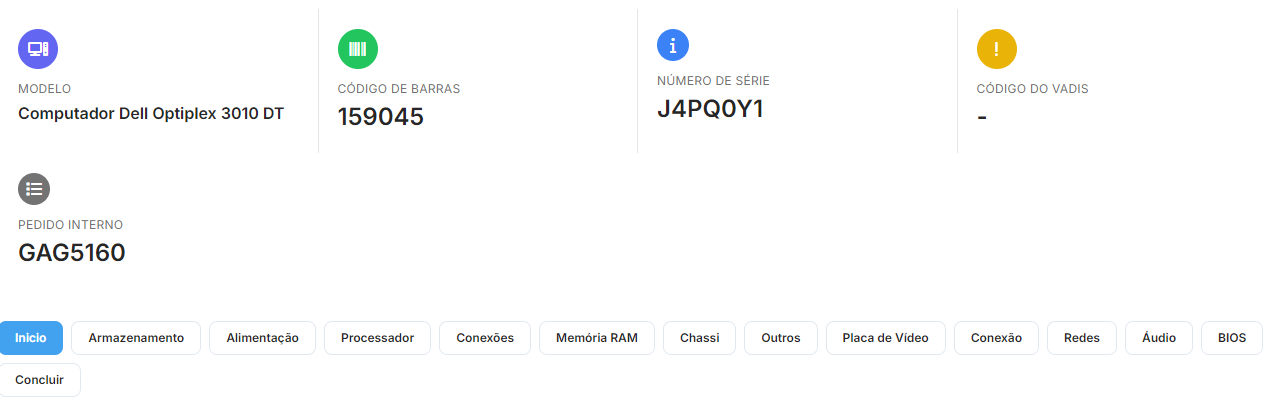 MODELO
Computador Dell Optiplex 3010 DT
CÓDIGO DE BARRAS
159045
NÚMERO DE SÉRIE
J4PQ0Y1
CÓDIGO DO VADIS
-
PEDIDO INTERNO
GAG5160
Inicio Armazenamento Alimentação Processador Conexões Memória RAM Chassi Outros Placa de Vídeo Conexão Redes Áudio BIOS
Concluir